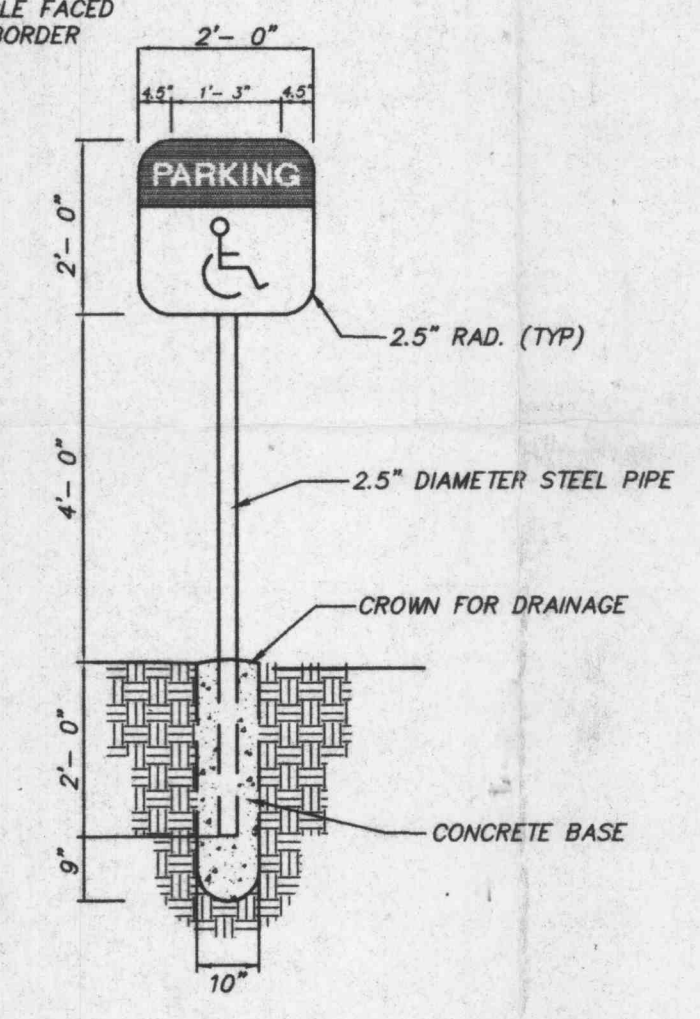 LE FACED
BORDER
2'- 0"
4.5" 1'- 3" 4.5"
PARKING
2'- 0"
2.5" RAD. (TYP)
4'- 0"
2.5" DIAMETER STEEL PIPE
CROWN FOR DRAINAGE
2'- 0"
CONCRETE BASE
9"
10"